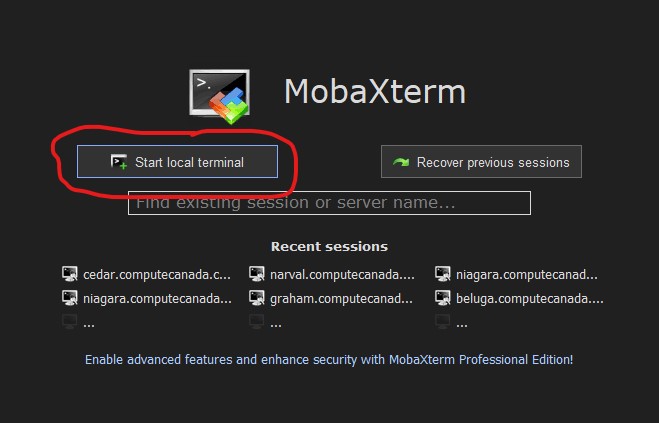 MobaXterm
Start local terminal
Recover previous sessions
Find existing session or server name...
Recent sessions
cedar.computecanada.c... narval.computecanada.... niagara.computecanad...
niagara.computecanada... graham.computecanad... beluga.computecanada....
... ... ...
Enable advanced features and enhance security with MobaXterm Professional Edition!